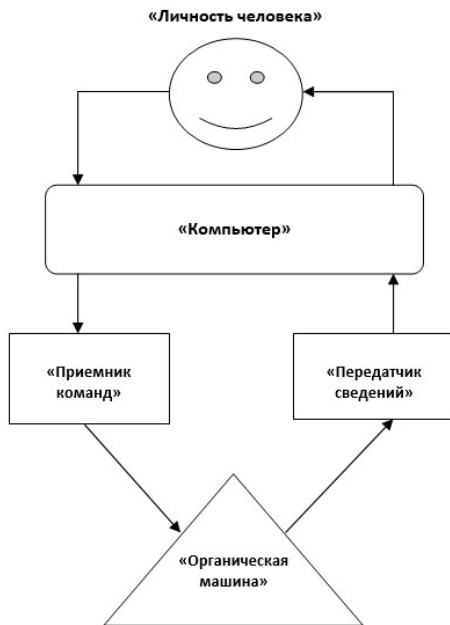 «Личность человека»
«Компьютер»
«Приемник
команд»
«Передатчик
сведений»
«Органическая
машина»